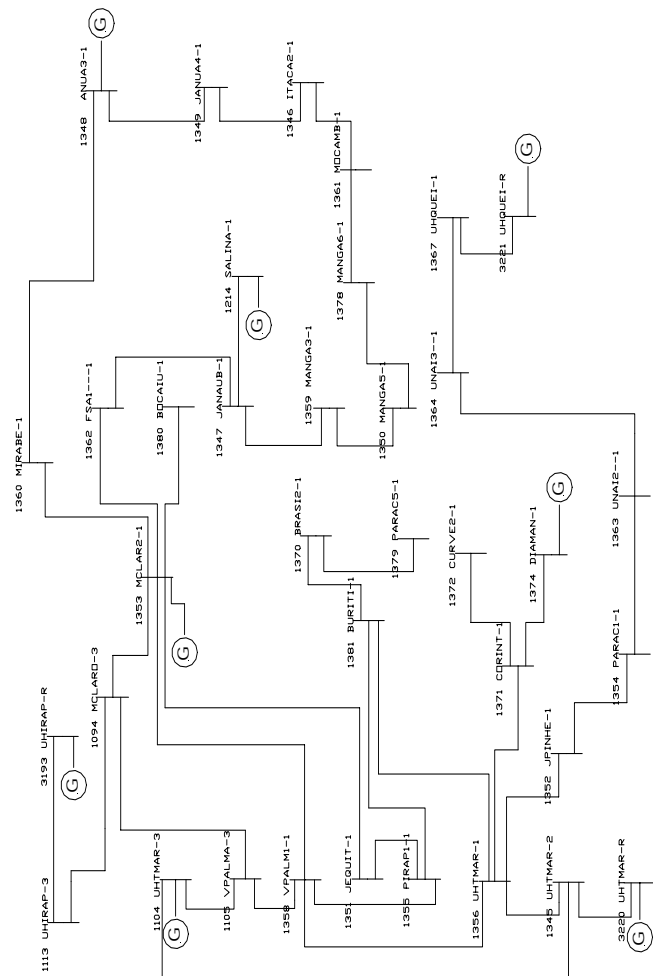 1348 ANUA3-1
1349 JANUA4-1
1346 ITACA2-1
1361 MOCAMB-1
1367 UHQUEI-1
3221 UHQUEI-R
1214 SALINA-1
1378 MANGA6-1
1364 UNAI3--1
1360 MIRABE-1
1362 FSA1---1
1380 BOCAIU-1
1347 JANAUB-1
1359 MANGA3-1
1350 MANGA5-1
1353 MCLAR2-1
1370 BRASI2-1
1379 PARAC5-1
1372 CURVE2-1
1374 DIAMAN-1
1363 UNAI2--1
1381 BURITI-1
1371 CORINT-1
1354 PARAC1-1
3193 UHIRAP-R
1094 MCLARO-3
1352 JPINHE-1
1113 UHIRAP-3
1104 UHTMAR-3
1105 VPALMA-3
1358 VPALM1-1
1351 JEQUIT-1
1355 PIRAP1-1
1356 UHTMAR-1
1345 UHTMAR-2
3220 UHTMAR-R
G
G
G
G
G
G
G
G